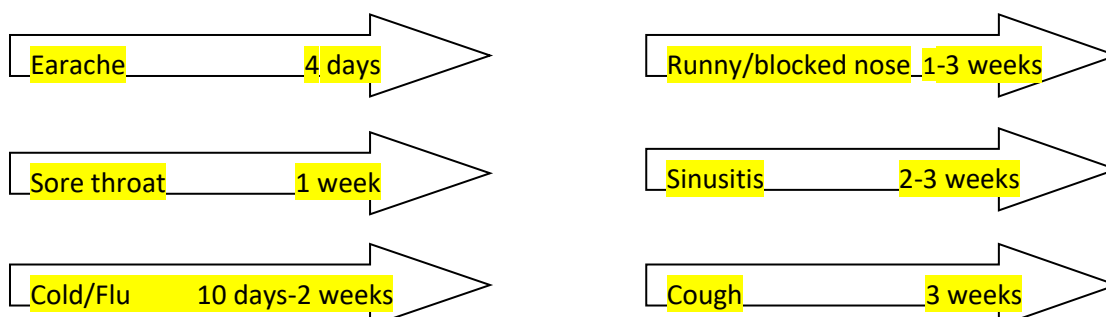 Earache 4 days
Runny/blocked nose 1-3 weeks
Sore throat 1 week
Sinusitis 2-3 weeks
Cold/Flu 10 days-2 weeks
Cough 3 weeks